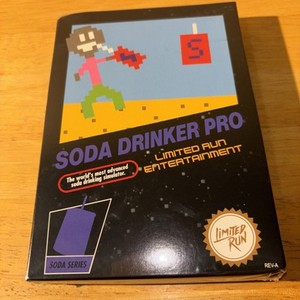 S
SODA DRINKER PRO
LIMITED RUN
ENTERTAINMENT
The world's most advanced
soda drinking simulator.
SODA SERIES
LIMITED
RUN
REV-A